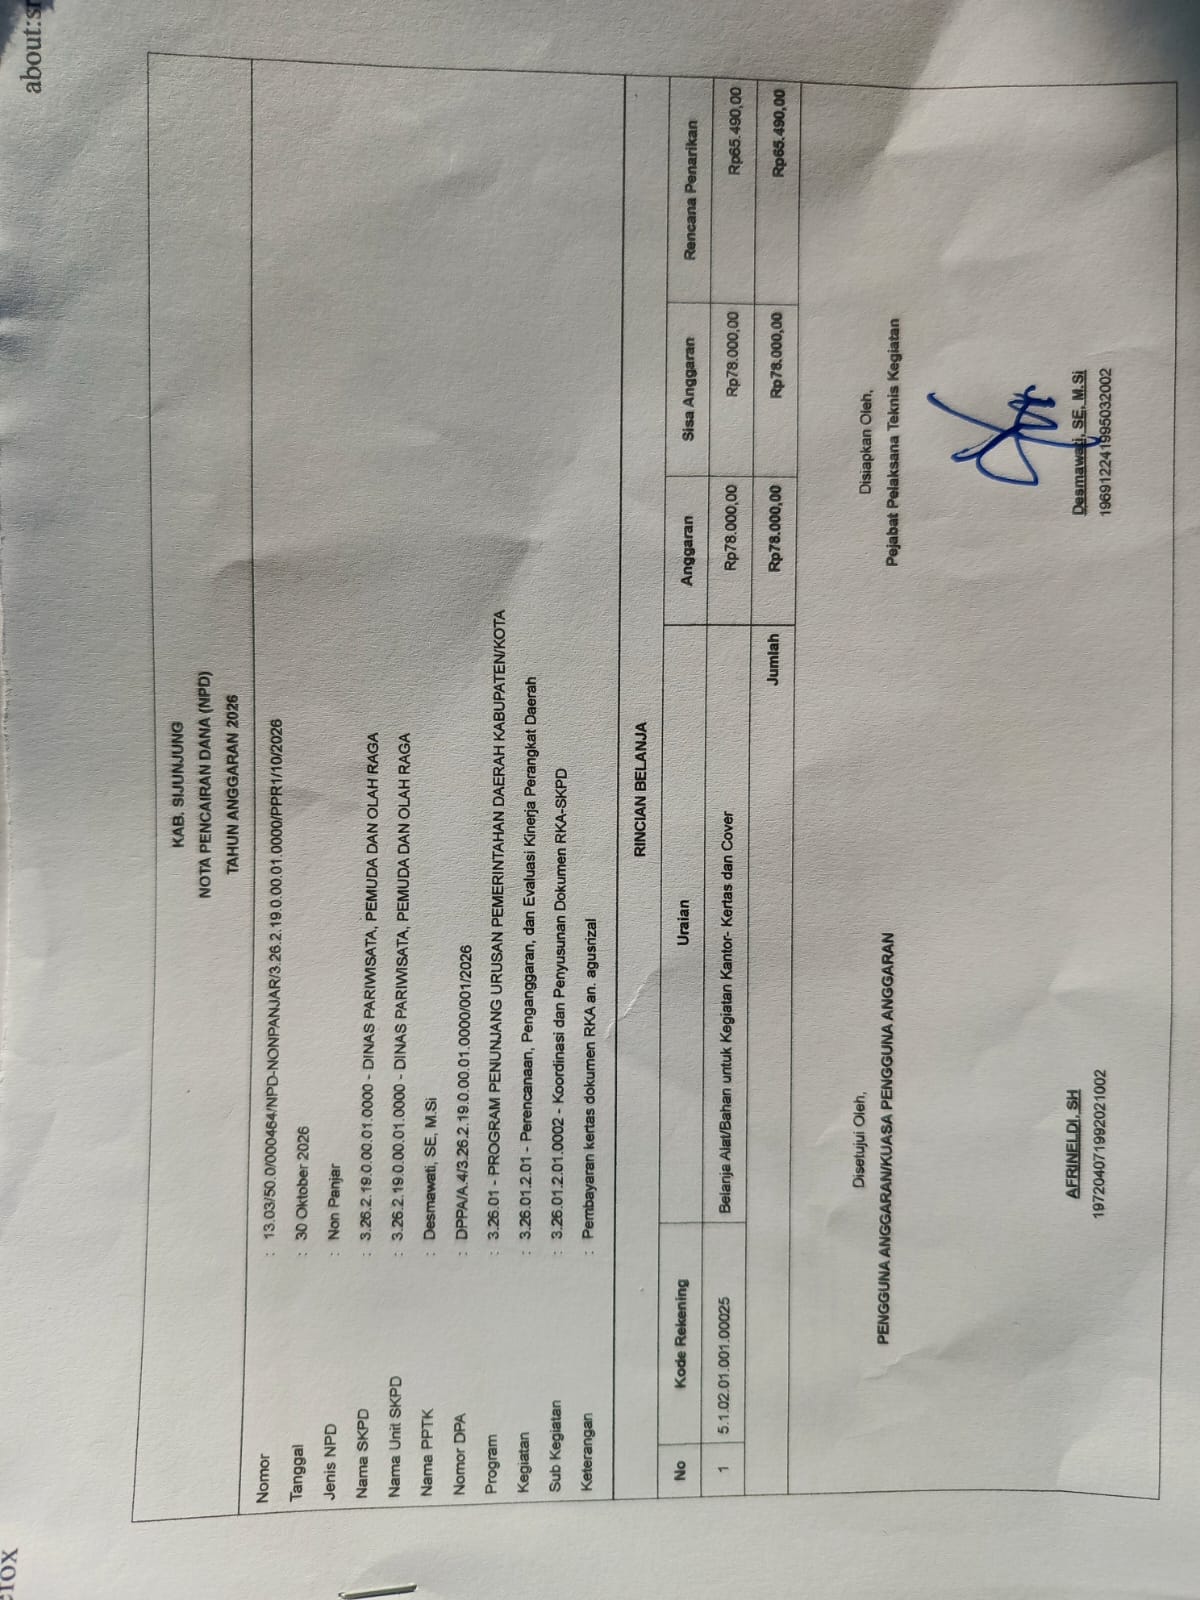 about:
KAB. SIJUNJUNG
NOTA PENCAIRAN DANA (NPD)
TAHUN ANGGARAN 2026
Nomor : 13.03/50.0/000464/NPD-NONPANJAR/3.26.2.19.0.00.01.0000/PPR1/10/2026
Tanggal : 30 Oktober 2026
Jenis NPD : Non Panjar
Nama SKPD : 3.26.2.19.0.00.01.0000 - DINAS PARIWISATA, PEMUDA DAN OLAH RAGA
Nama Unit SKPD : 3.26.2.19.0.00.01.0000 - DINAS PARIWISATA, PEMUDA DAN OLAH RAGA
Nama PPTK : Desmawati, SE, M.Si
Nomor DPA : DPPA/A.4/3.26.2.19.0.00.01.0000/001/2026
Program : 3.26.01 - PROGRAM PENUNJANG URUSAN PEMERINTAHAN DAERAH KABUPATEN/KOTA
Kegiatan : 3.26.01.2.01 - Perencanaan, Penganggaran, dan Evaluasi Kinerja Perangkat Daerah
Sub Kegiatan : 3.26.01.2.01.0002 - Koordinasi dan Penyusunan Dokumen RKA-SKPD
Keterangan : Pembayaran kertas dokumen RKA an. agusrizal
RINCIAN BELANJA
No Kode Rekening Uraian Anggaran Sisa Anggaran Rencana Penarikan
1 5.1.02.01.001.00025 Belanja Alat/Bahan untuk Kegiatan Kantor- Kertas dan Cover Rp78.000,00 Rp78.000,00 Rp65.490,00
Jumlah Rp78.000,00 Rp78.000,00 Rp65.490,00
Disetujui Oleh,
PENGGUNA ANGGARAN/KUASA PENGGUNA ANGGARAN
AFRINELDI, SH
197204071992021002
Disiapkan Oleh,
Pejabat Pelaksana Teknis Kegiatan
Desmawati, SE, M.Si
196912241995032002